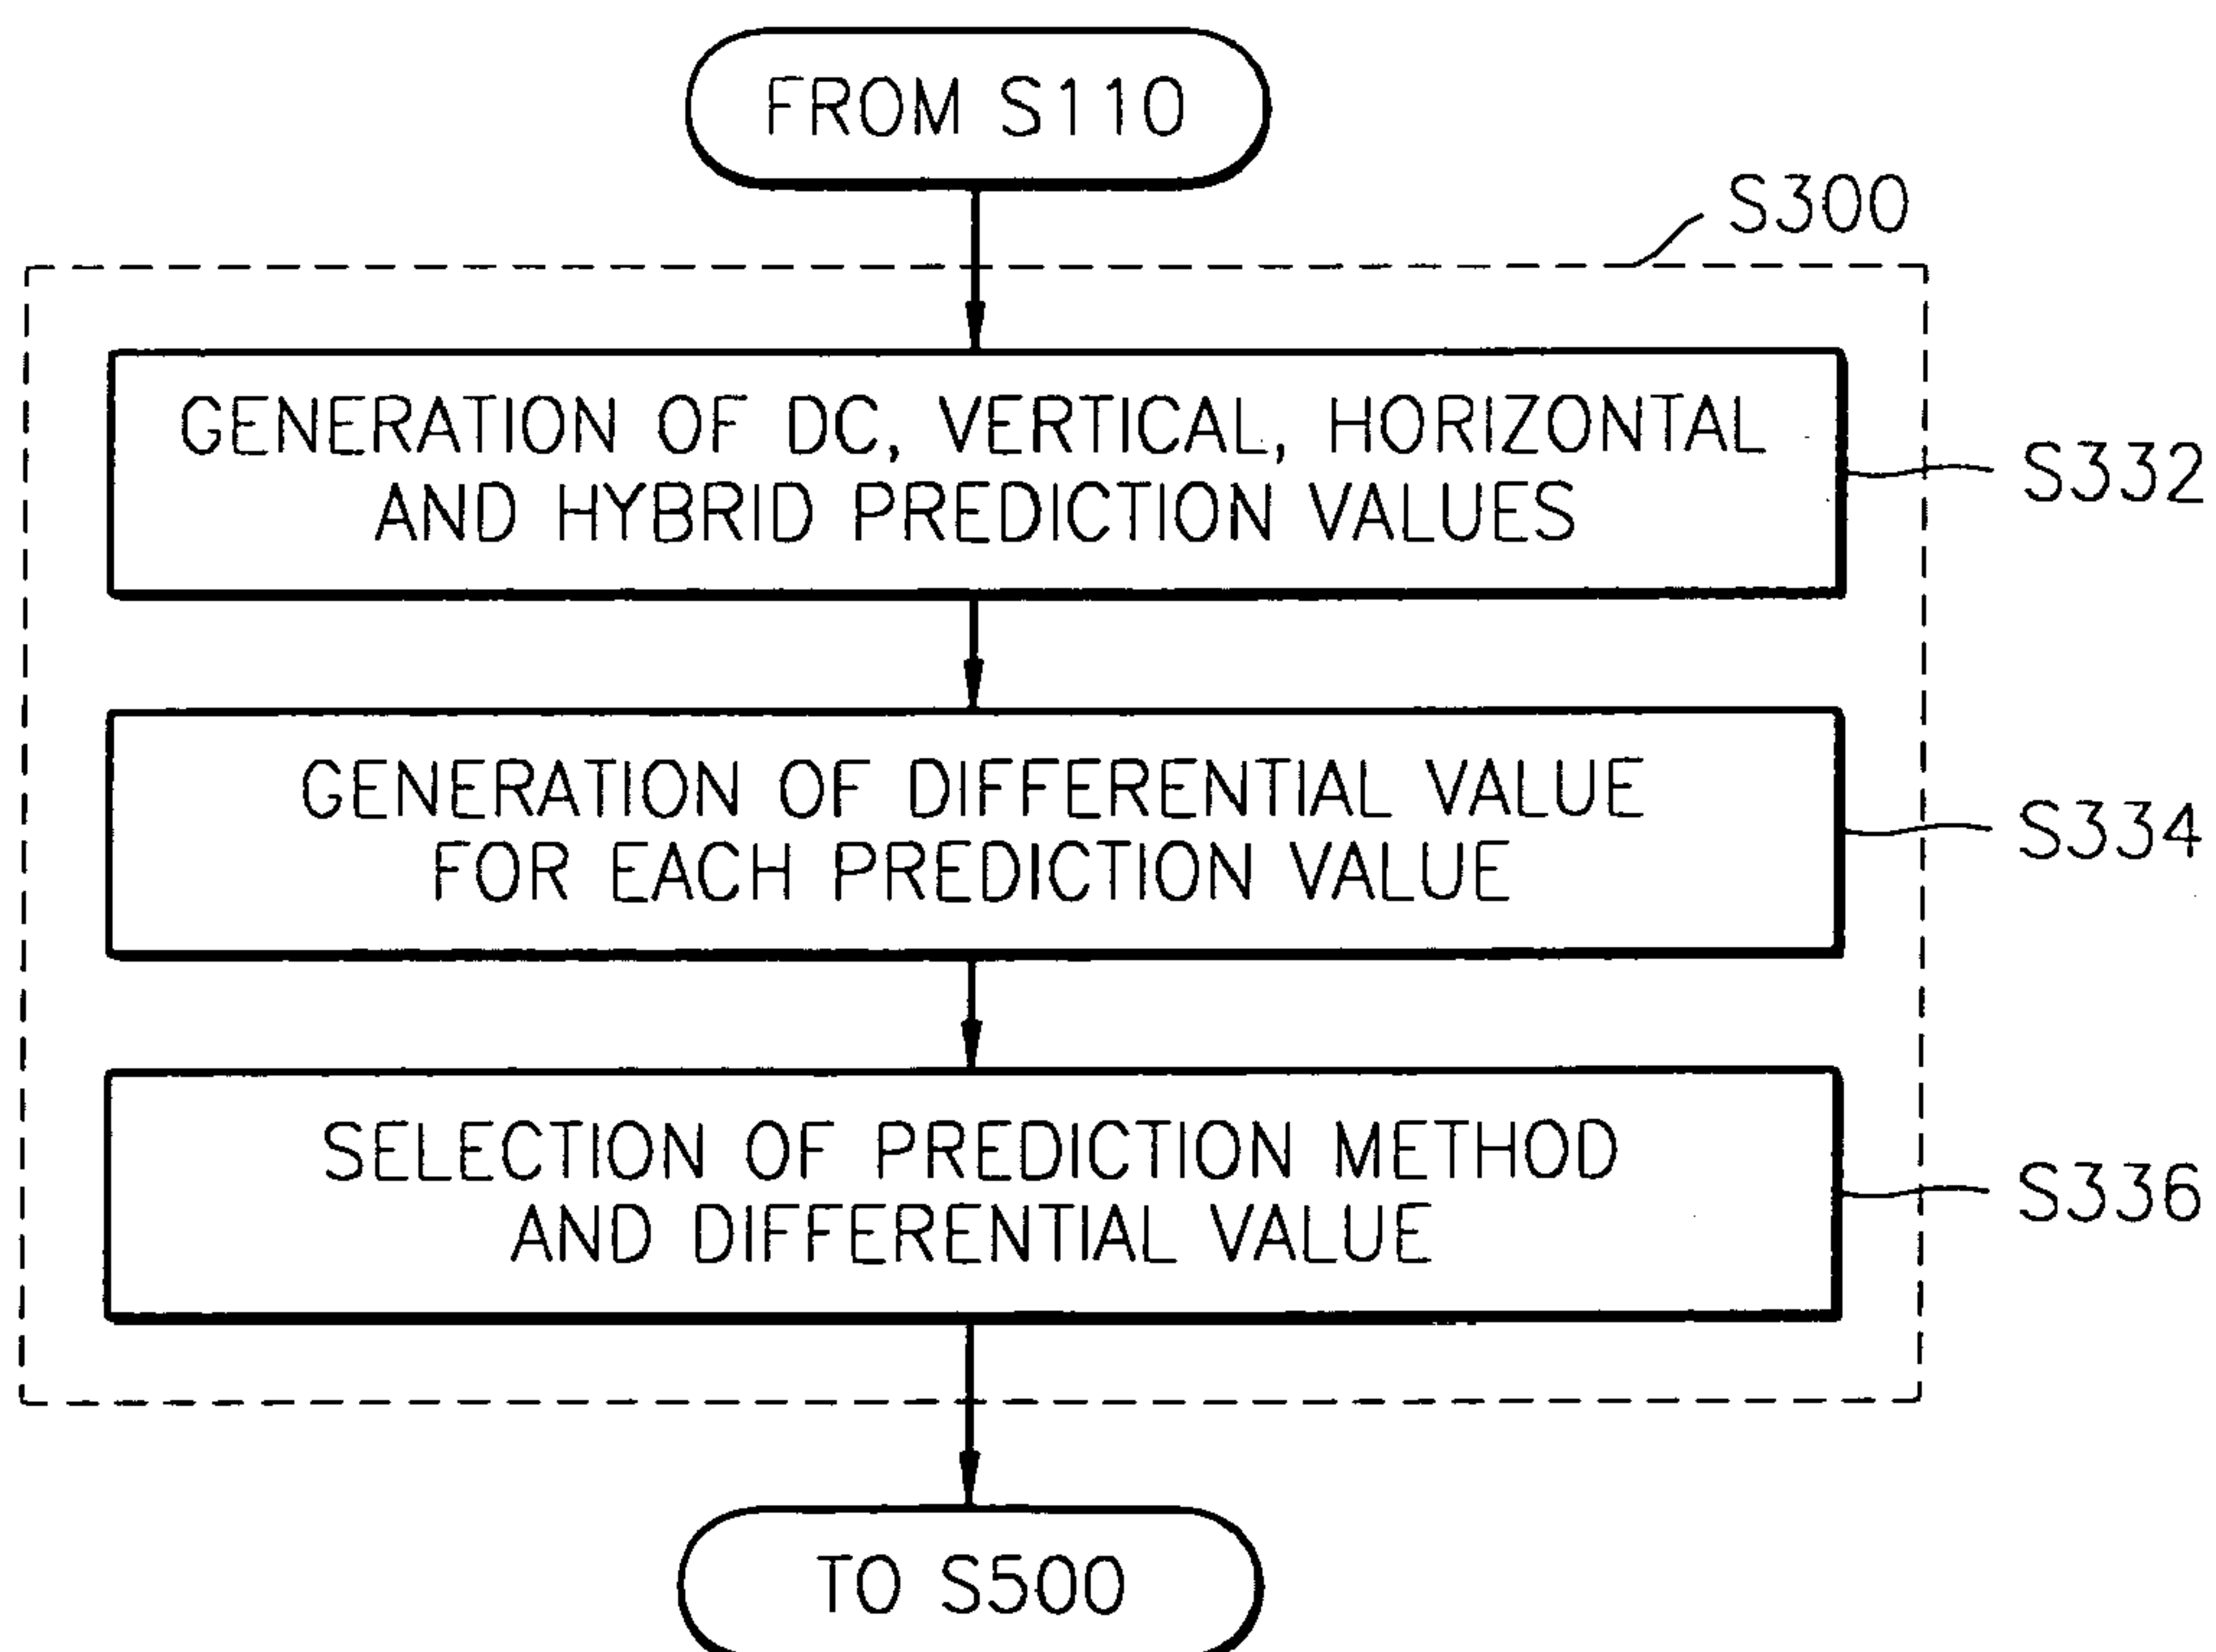 FROM S110
S300
GENERATION OF DC, VERTICAL, HORIZONTAL
AND HYBRID PREDICTION VALUES
S332
GENERATION OF DIFFERENTIAL VALUE
FOR EACH PREDICTION VALUE
S334
SELECTION OF PREDICTION METHOD
AND DIFFERENTIAL VALUE
S336
TO S500